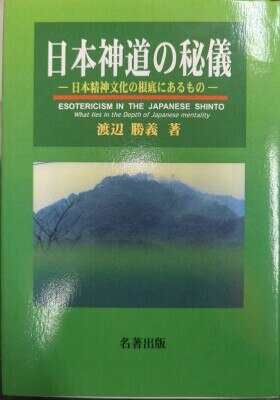 日本神道の秘儀
―日本精神文化の根底にあるもの―
ESOTERICISM IN THE JAPANESE SHINTO
What lies in the Depth of Japanese mentality
渡辺 勝義 著
名著出版